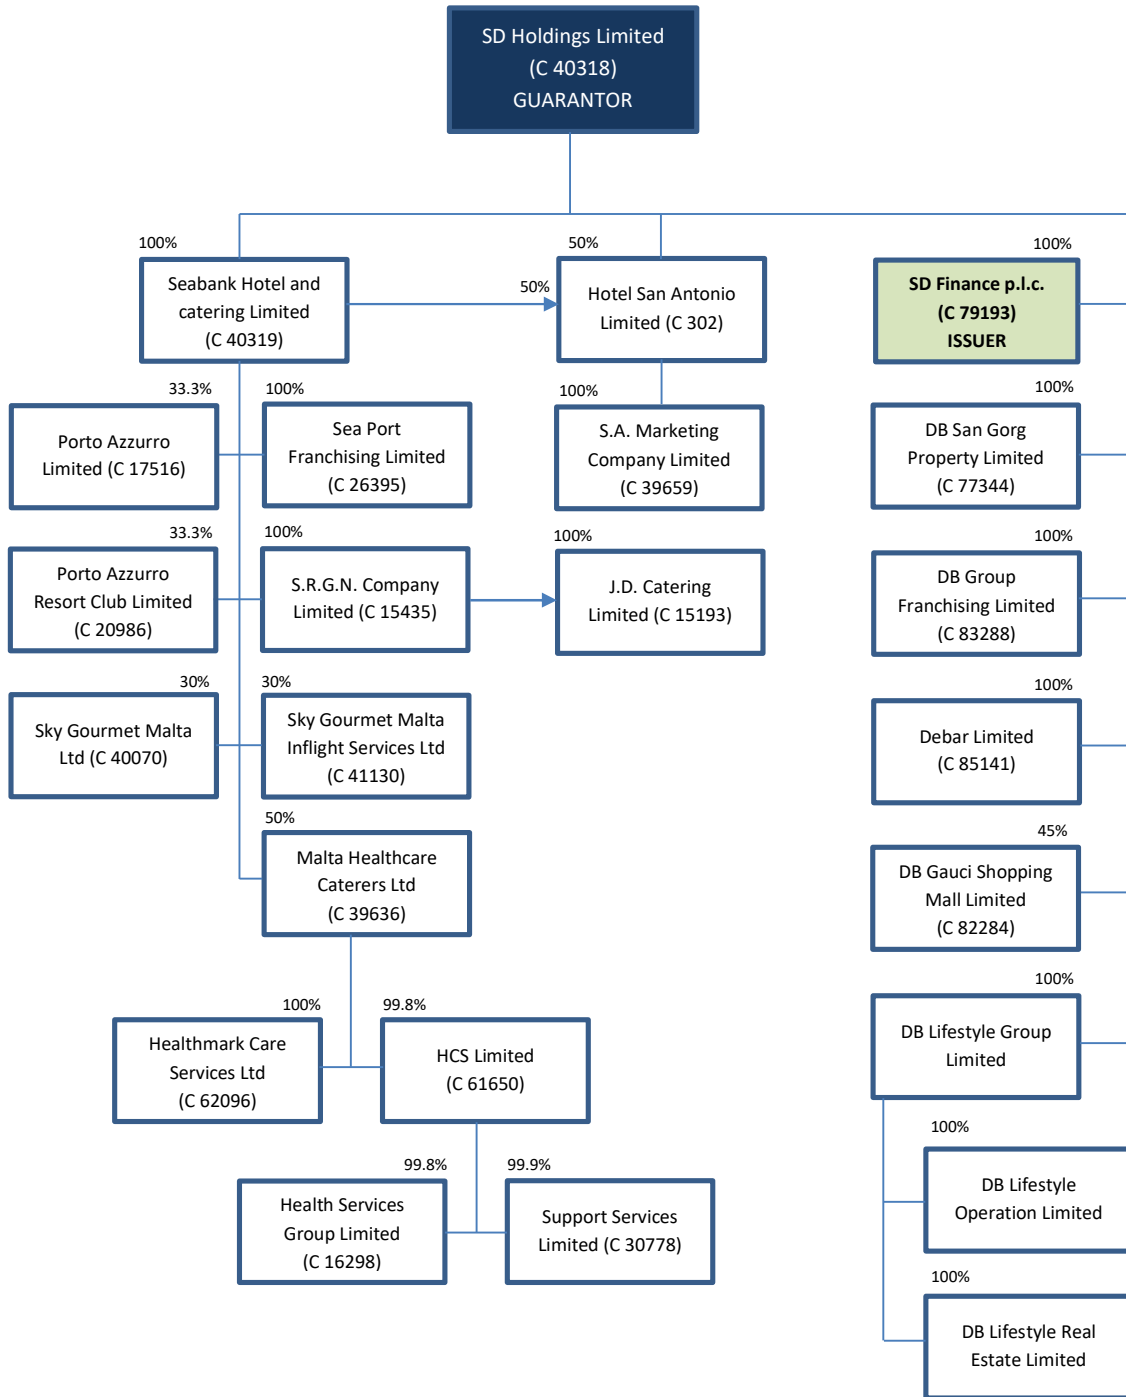 SD Holdings Limited
(C 40318)
GUARANTOR
100%
50%
100%
Seabank Hotel and
catering Limited
(C 40319)
50%
Hotel San Antonio
Limited (C 302)
SD Finance p.l.c.
(C 79193)
ISSUER
33.3%
100%
100%
100%
Porto Azzurro
Limited (C 17516)
Sea Port
Franchising Limited
(C 26395)
S.A. Marketing
Company Limited
(C 39659)
DB San Gorg
Property Limited
(C 77344)
33.3%
100%
100%
100%
Porto Azzurro
Resort Club Limited
(C 20986)
S.R.G.N. Company
Limited (C 15435)
J.D. Catering
Limited (C 15193)
DB Group
Franchising Limited
(C 83288)
30%
30%
100%
Sky Gourmet Malta
Ltd (C 40070)
Sky Gourmet Malta
Inflight Services Ltd
(C 41130)
Debar Limited
(C 85141)
50%
45%
Malta Healthcare
Caterers Ltd
(C 39636)
DB Gauci Shopping
Mall Limited
(C 82284)
100%
99.8%
100%
Healthmark Care
Services Ltd
(C 62096)
HCS Limited
(C 61650)
DB Lifestyle Group
Limited
99.8%
99.9%
100%
Health Services
Group Limited
(C 16298)
Support Services
Limited (C 30778)
DB Lifestyle
Operation Limited
100%
DB Lifestyle Real
Estate Limited